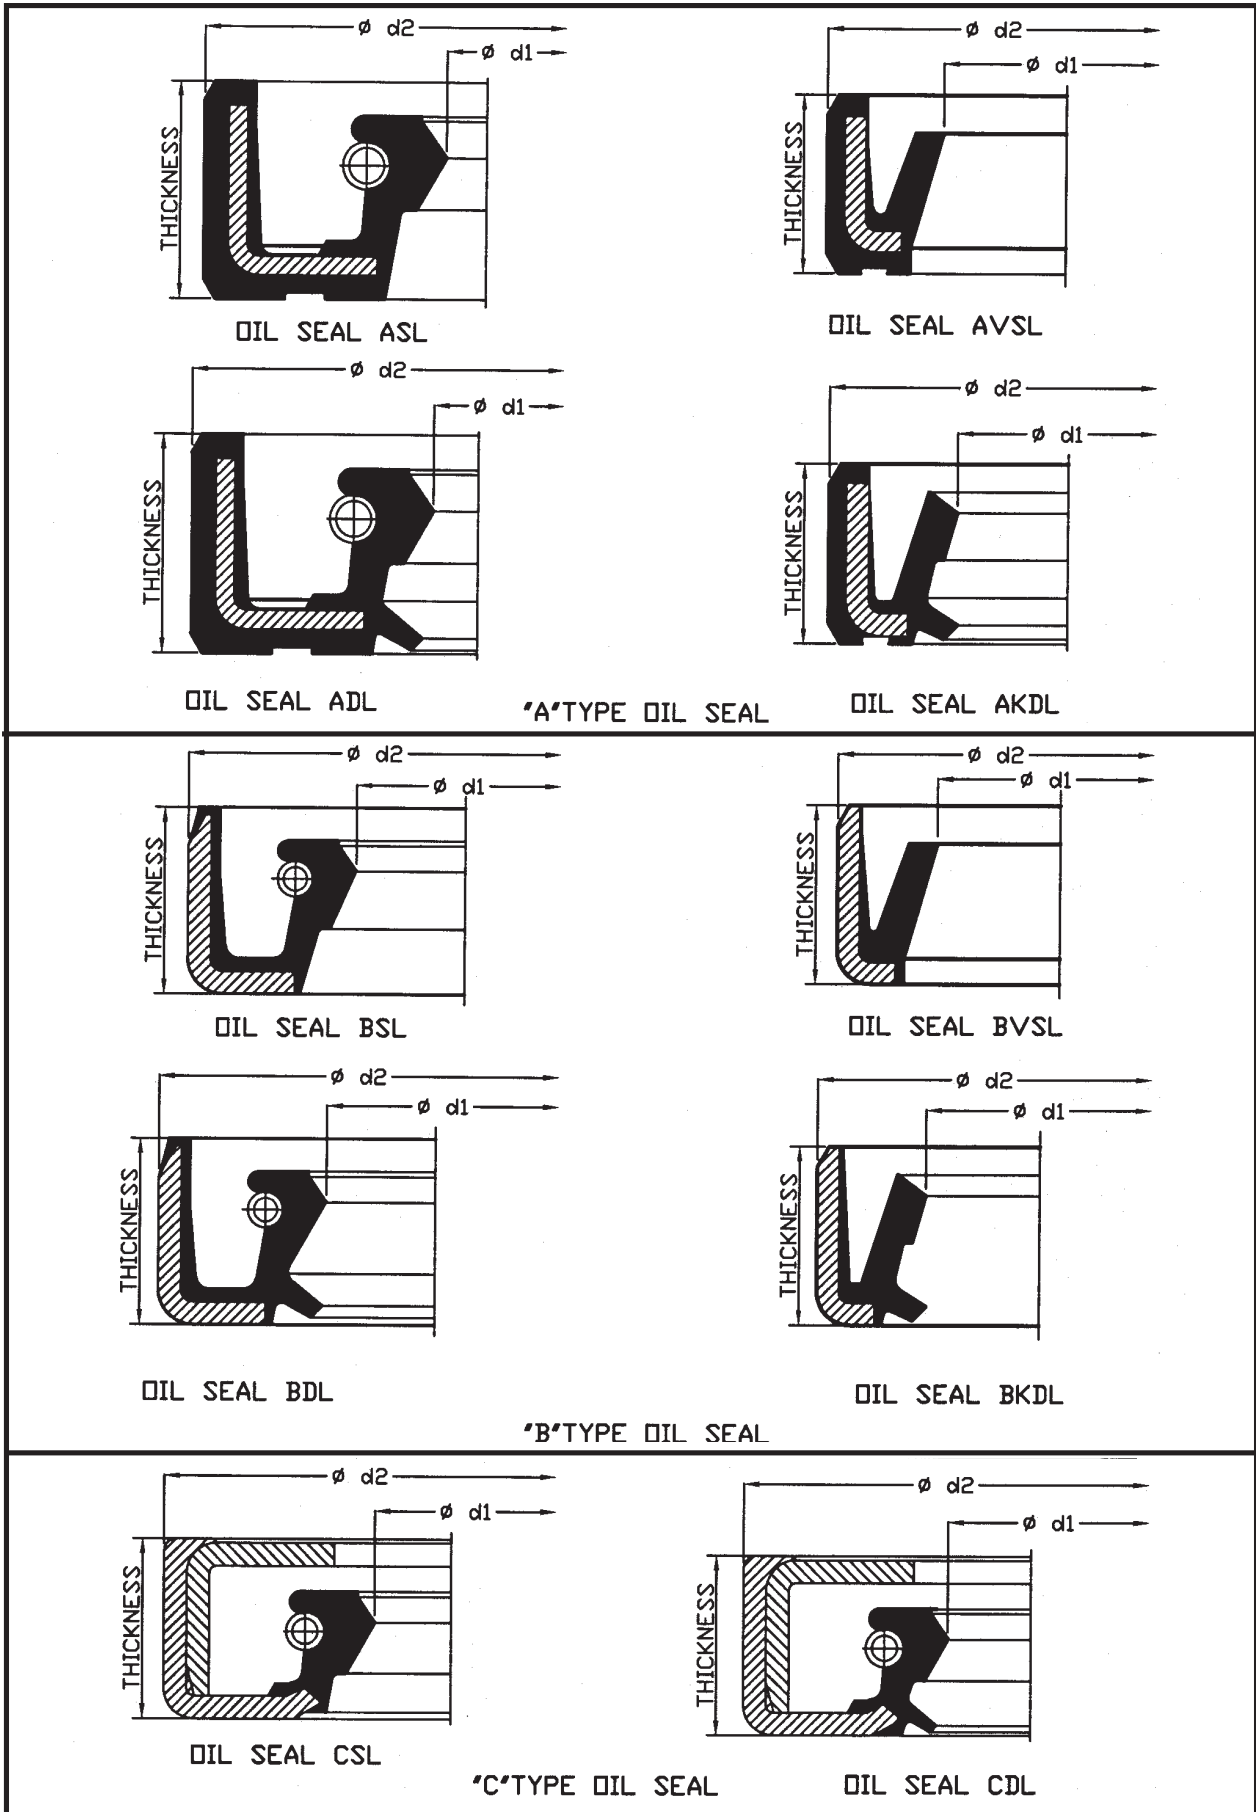 Ø d2
Ø d1
THICKNESS
OIL SEAL ASL
Ø d2
Ø d1
THICKNESS
OIL SEAL AVSL
Ø d2
Ø d1
THICKNESS
OIL SEAL ADL
Ø d2
Ø d1
THICKNESS
OIL SEAL AKDL
"A"TYPE OIL SEAL
Ø d2
Ø d1
THICKNESS
OIL SEAL BSL
Ø d2
Ø d1
THICKNESS
OIL SEAL BVSL
Ø d2
Ø d1
THICKNESS
OIL SEAL BDL
Ø d2
Ø d1
THICKNESS
OIL SEAL BKDL
"B"TYPE OIL SEAL
Ø d2
Ø d1
THICKNESS
OIL SEAL CSL
Ø d2
Ø d1
THICKNESS
OIL SEAL CDL
"C"TYPE OIL SEAL